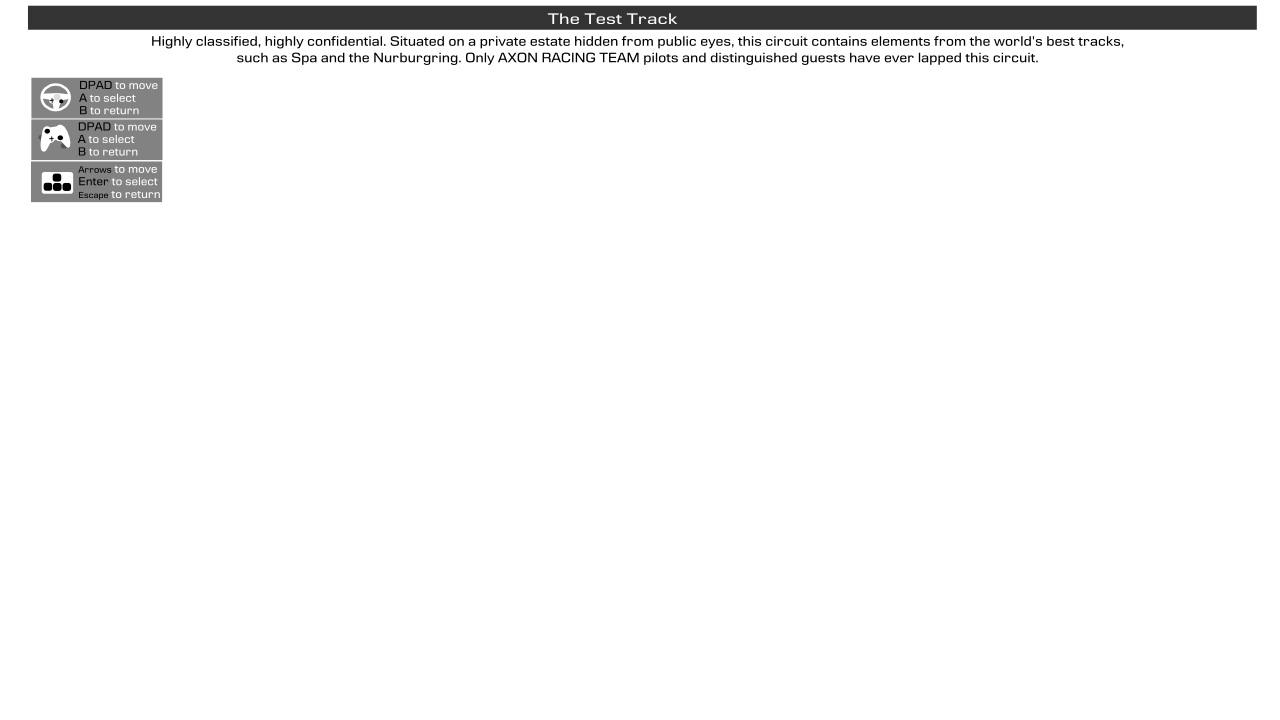 The Test Track
Highly classified, highly confidential. Situated on a private estate hidden from public eyes, this circuit contains elements from the world's best tracks,
such as Spa and the Nurburgring. Only AXON RACING TEAM pilots and distinguished guests have ever lapped this circuit.
DPAD to move
A to select
B to return
DPAD to move
A to select
B to return
Arrows to move
Enter to select
Escape to return